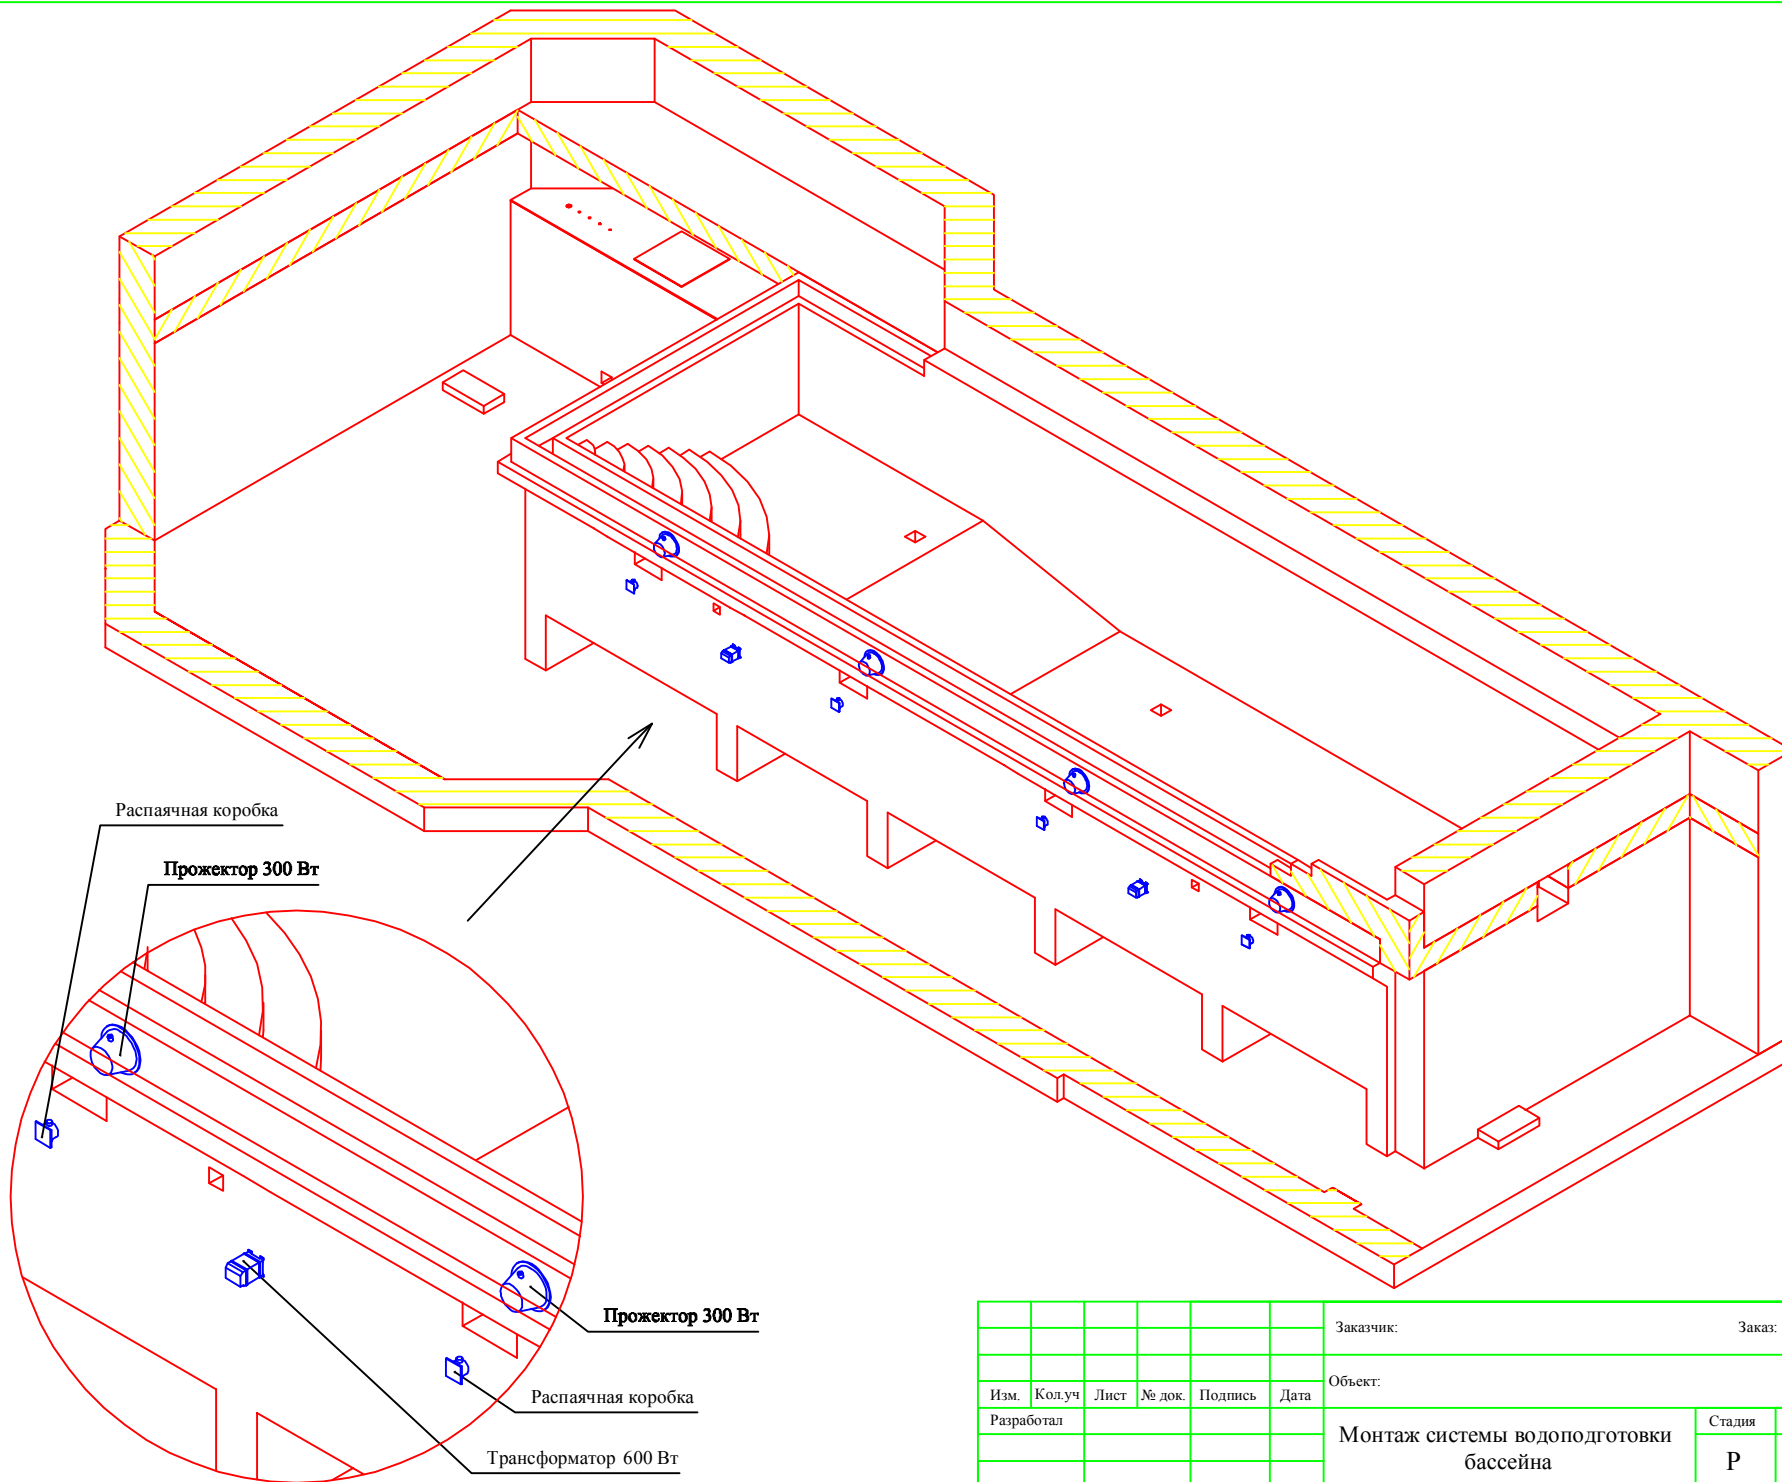 Распаячная коробка
Прожектор 300 Вт
Прожектор 300 Вт
Распаячная коробка
Трансформатор 600 Вт
Заказчик:
Заказ:
Объект:
Изм.
Кол.уч
Лист
№ док.
Подпись
Дата
Разработал
Монтаж системы водоподготовки
бассейна
Стадия
Р